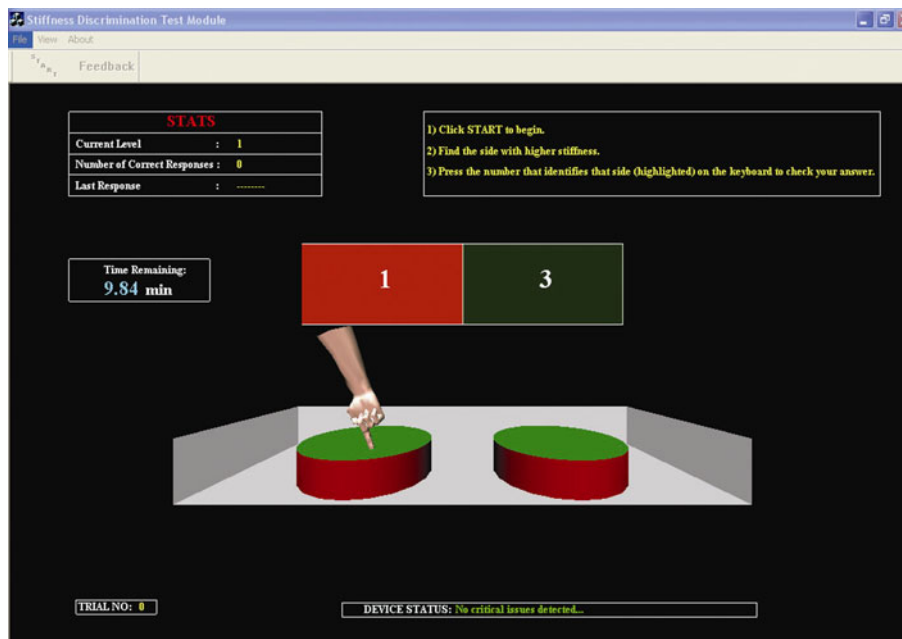 Stiffness Discrimination Test Module
File View About
START Feedback
STATS
Current Level : 1
Number of Correct Responses : 0
Last Response : --------
1) Click START to begin.
2) Find the side with higher stiffness.
3) Press the number that identifies that side (highlighted) on the keyboard to check your answer.
Time Remaining:
9.84 min
1 3
TRIAL NO: 0
DEVICE STATUS: No critical issues detected...